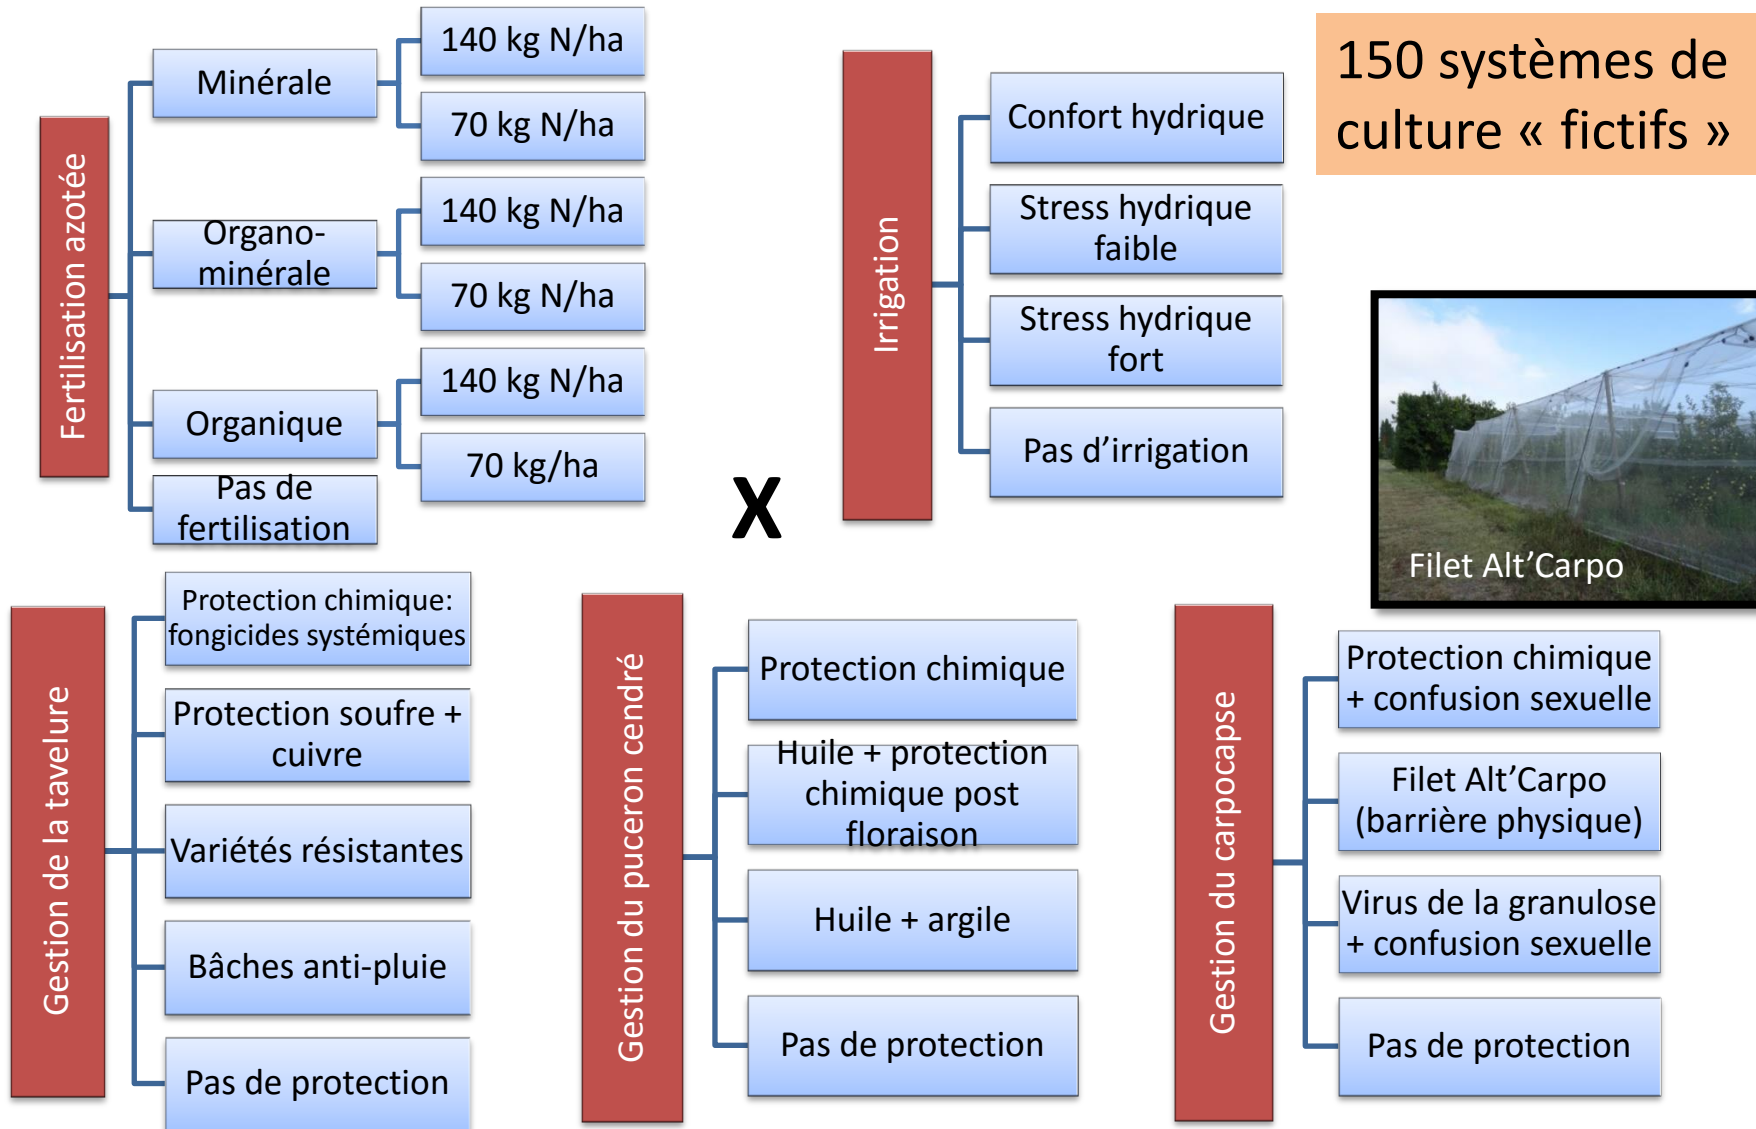 Fertilisation azotée
Minérale
140 kg N/ha
70 kg N/ha
Organo-
minérale
140 kg N/ha
70 kg N/ha
Organique
140 kg N/ha
70 kg/ha
Pas de
fertilisation
X
Irrigation
Confort hydrique
Stress hydrique
faible
Stress hydrique
fort
Pas d’irrigation
150 systèmes de
culture « fictifs »
Filet Alt’Carpo
Gestion de la tavelure
Protection chimique:
fongicides systémiques
Protection soufre +
cuivre
Variétés résistantes
Bâches anti-pluie
Pas de protection
Gestion du puceron cendré
Protection chimique
Huile + protection
chimique post
floraison
Huile + argile
Pas de protection
Gestion du carpocapse
Protection chimique
+ confusion sexuelle
Filet Alt’Carpo
(barrière physique)
Virus de la granulose
+ confusion sexuelle
Pas de protection